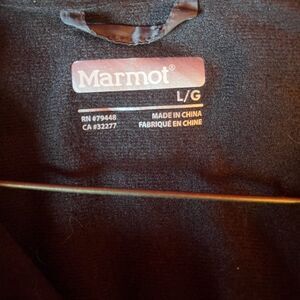 Marmot®
L/G
RN #79448 MADE IN CHINA
CA #32277 FABRIQUÉ EN CHINE